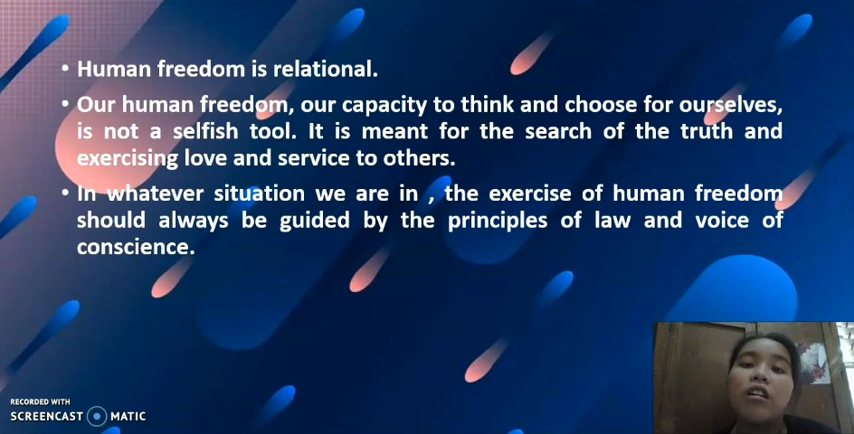 • Human freedom is relational.
• Our human freedom, our capacity to think and choose for ourselves,
is not a selfish tool. It is meant for the search of the truth and
exercising love and service to others.
• In whatever situation we are in , the exercise of human freedom
should always be guided by the principles of law and voice of
conscience.
RECORDED WITH
SCREENCAST MATIC